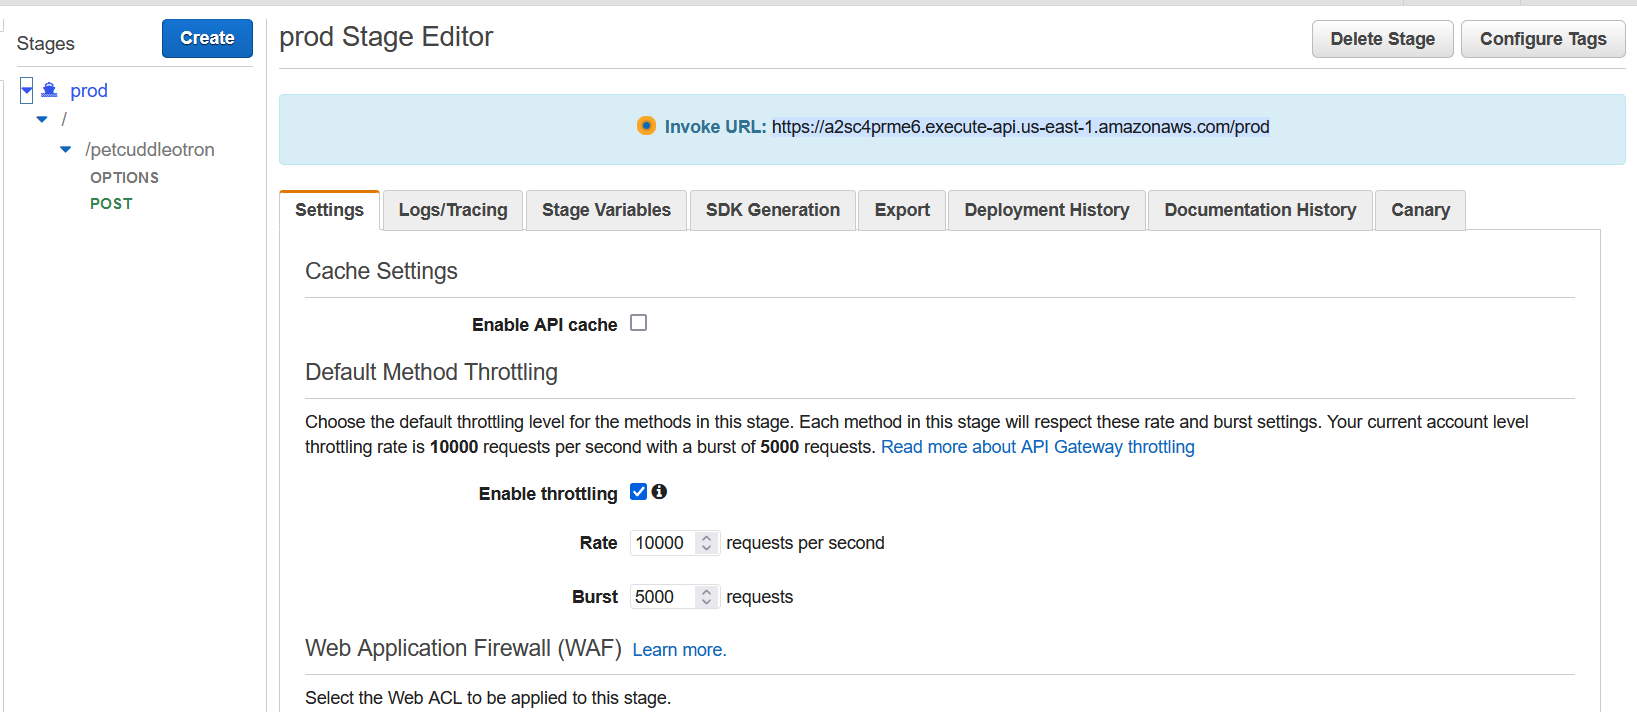 Stages
Create
prod
/
/petcuddleotron
OPTIONS
POST
prod Stage Editor
Delete Stage
Configure Tags
Invoke URL: https://a2sc4prme6.execute-api.us-east-1.amazonaws.com/prod
Settings
Logs/Tracing
Stage Variables
SDK Generation
Export
Deployment History
Documentation History
Canary
Cache Settings
Enable API cache
Default Method Throttling
Choose the default throttling level for the methods in this stage. Each method in this stage will respect these rate and burst settings. Your current account level
throttling rate is 10000 requests per second with a burst of 5000 requests. Read more about API Gateway throttling
Enable throttling
Rate 10000 requests per second
Burst 5000 requests
Web Application Firewall (WAF) Learn more.
Select the Web ACL to be applied to this stage.